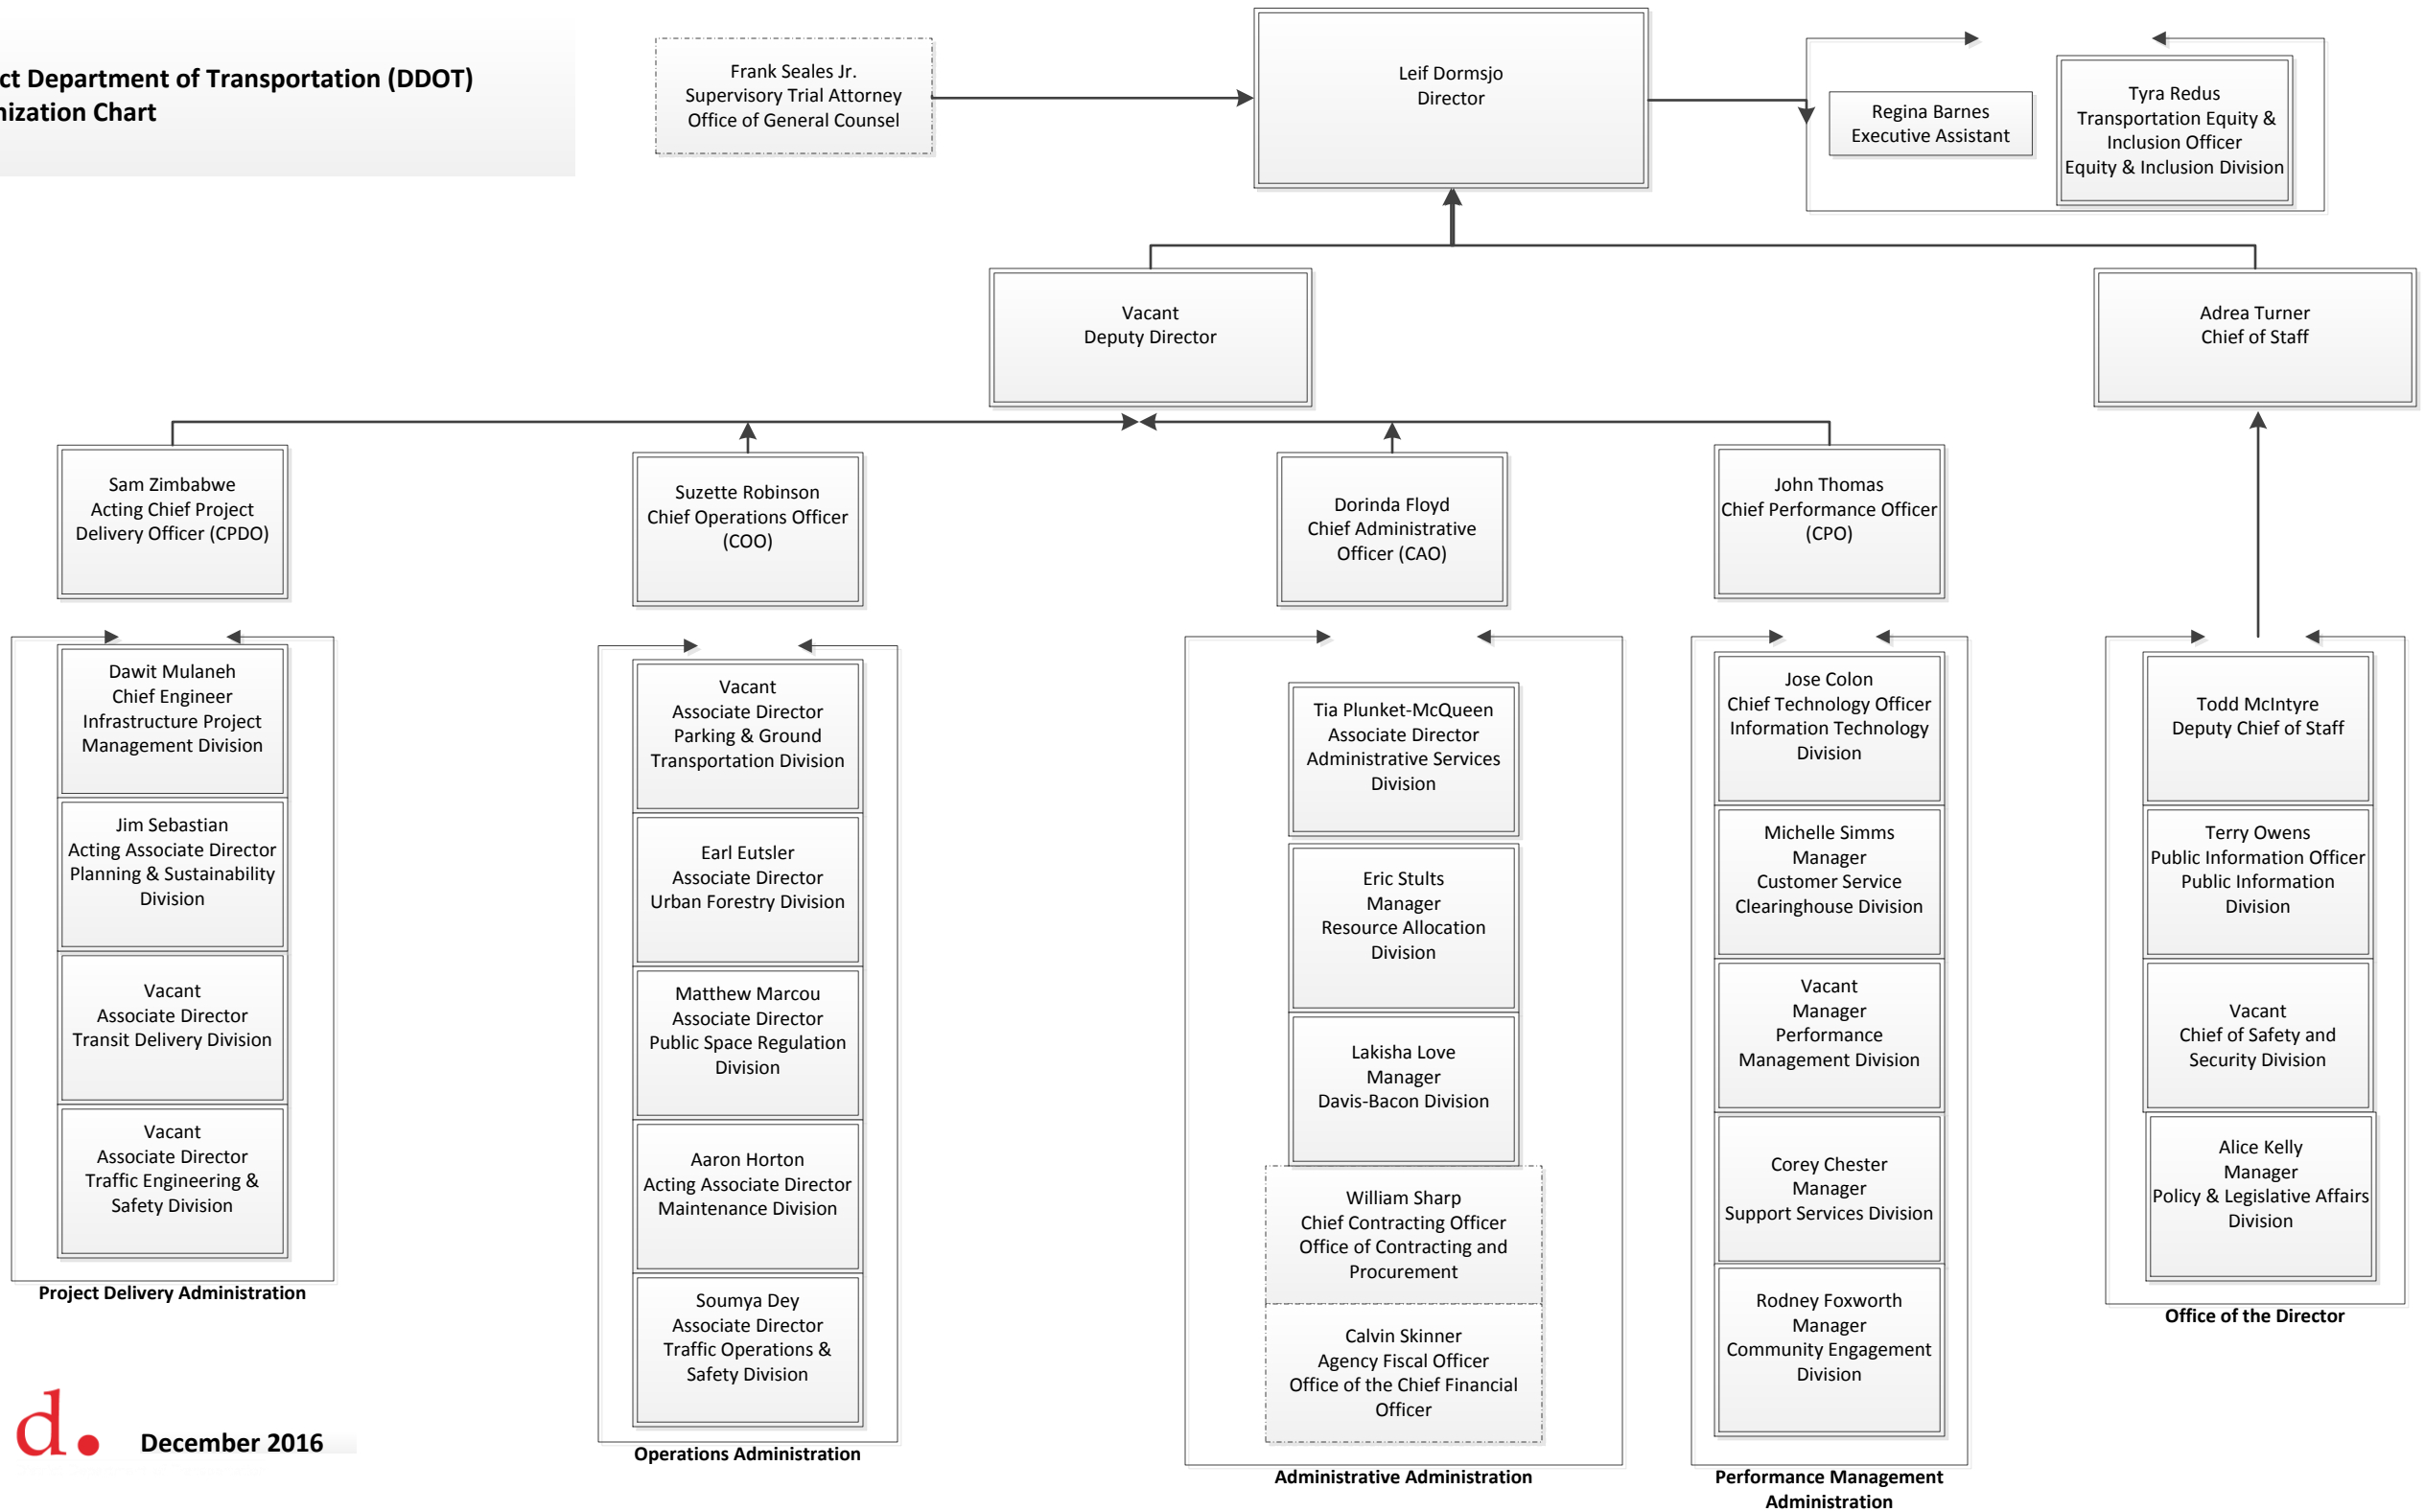 ct Department of Transportation (DDOT)
nization Chart
Frank Seales Jr.
Supervisory Trial Attorney
Office of General Counsel
Leif Dormsjo
Director
Regina Barnes
Executive Assistant
Tyra Redus
Transportation Equity &
Inclusion Officer
Equity & Inclusion Division
Vacant
Deputy Director
Adrea Turner
Chief of Staff
Sam Zimbabwe
Acting Chief Project
Delivery Officer (CPDO)
Suzette Robinson
Chief Operations Officer
(COO)
Dorinda Floyd
Chief Administrative
Officer (CAO)
John Thomas
Chief Performance Officer
(CPO)
Dawit Mulaneh
Chief Engineer
Infrastructure Project
Management Division
Jim Sebastian
Acting Associate Director
Planning & Sustainability
Division
Vacant
Associate Director
Transit Delivery Division
Vacant
Associate Director
Traffic Engineering &
Safety Division
Project Delivery Administration
Vacant
Associate Director
Parking & Ground
Transportation Division
Earl Eutsler
Associate Director
Urban Forestry Division
Matthew Marcou
Associate Director
Public Space Regulation
Division
Aaron Horton
Acting Associate Director
Maintenance Division
Soumya Dey
Associate Director
Traffic Operations &
Safety Division
Operations Administration
Tia Plunket-McQueen
Associate Director
Administrative Services
Division
Eric Stults
Manager
Resource Allocation
Division
Lakisha Love
Manager
Davis-Bacon Division
William Sharp
Chief Contracting Officer
Office of Contracting and
Procurement
Calvin Skinner
Agency Fiscal Officer
Office of the Chief Financial
Officer
Administrative Administration
Jose Colon
Chief Technology Officer
Information Technology
Division
Michelle Simms
Manager
Customer Service
Clearinghouse Division
Vacant
Manager
Performance
Management Division
Corey Chester
Manager
Support Services Division
Rodney Foxworth
Manager
Community Engagement
Division
Performance Management
Administration
Todd McIntyre
Deputy Chief of Staff
Terry Owens
Public Information Officer
Public Information
Division
Vacant
Chief of Safety and
Security Division
Alice Kelly
Manager
Policy & Legislative Affairs
Division
Office of the Director
d.
December 2016